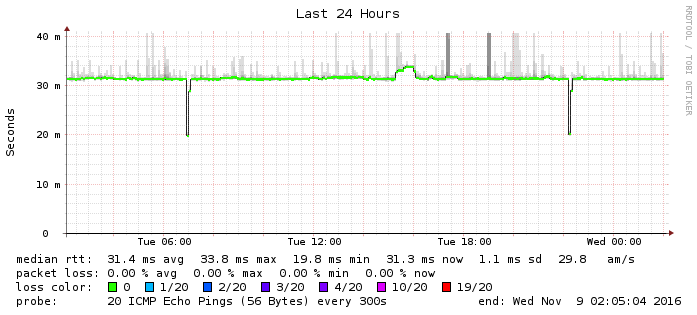 Last 24 Hours
RRDTOOL / TOBI OETIKER
Seconds
40 m
30 m
20 m
10 m
0
Tue 06:00 Tue 12:00 Tue 18:00 Wed 00:00
median rtt: 31.4 ms avg 33.8 ms max 19.8 ms min 31.3 ms now 1.1 ms sd 29.8 am/s
packet loss: 0.00 % avg 0.00 % max 0.00 % min 0.00 % now
loss color: 0 1/20 2/20 3/20 4/20 10/20 19/20
probe: 20 ICMP Echo Pings (56 Bytes) every 300s end: Wed Nov 9 02:05:04 2016